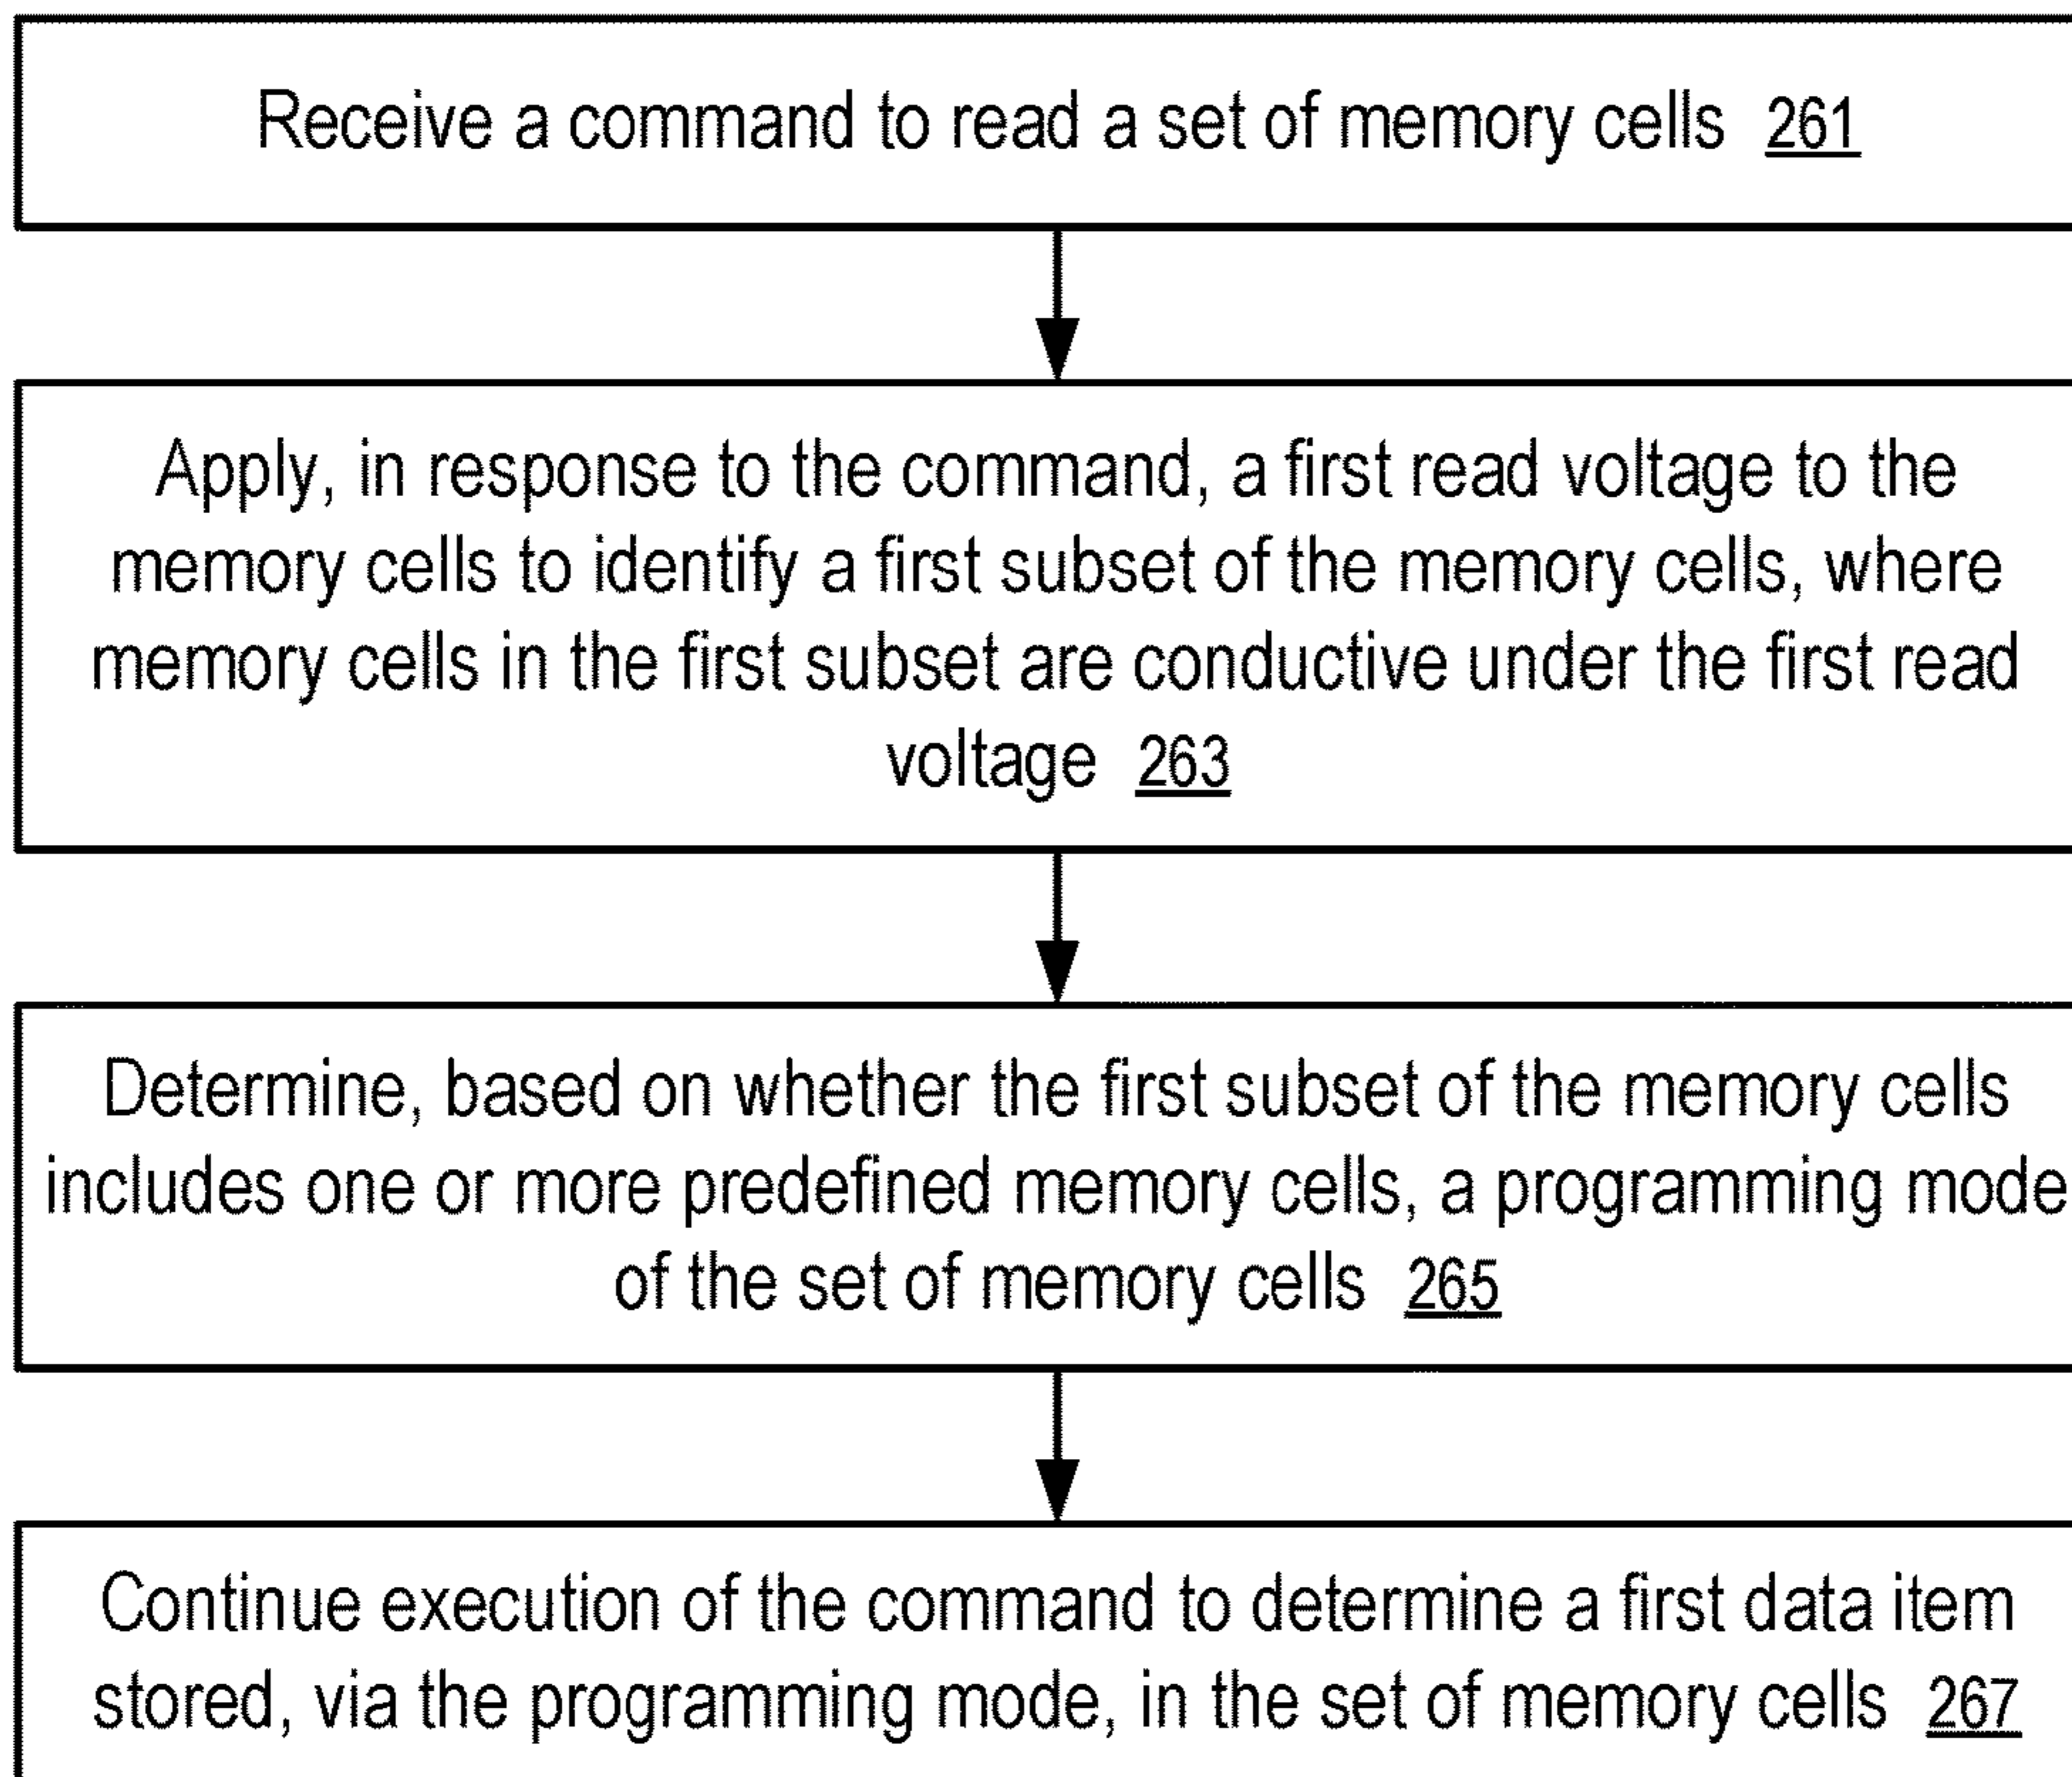 Receive a command to read a set of memory cells 261
Apply, in response to the command, a first read voltage to the
memory cells to identify a first subset of the memory cells, where
memory cells in the first subset are conductive under the first read
voltage 263
Determine, based on whether the first subset of the memory cells
includes one or more predefined memory cells, a programming mode
of the set of memory cells 265
Continue execution of the command to determine a first data item
stored, via the programming mode, in the set of memory cells 267